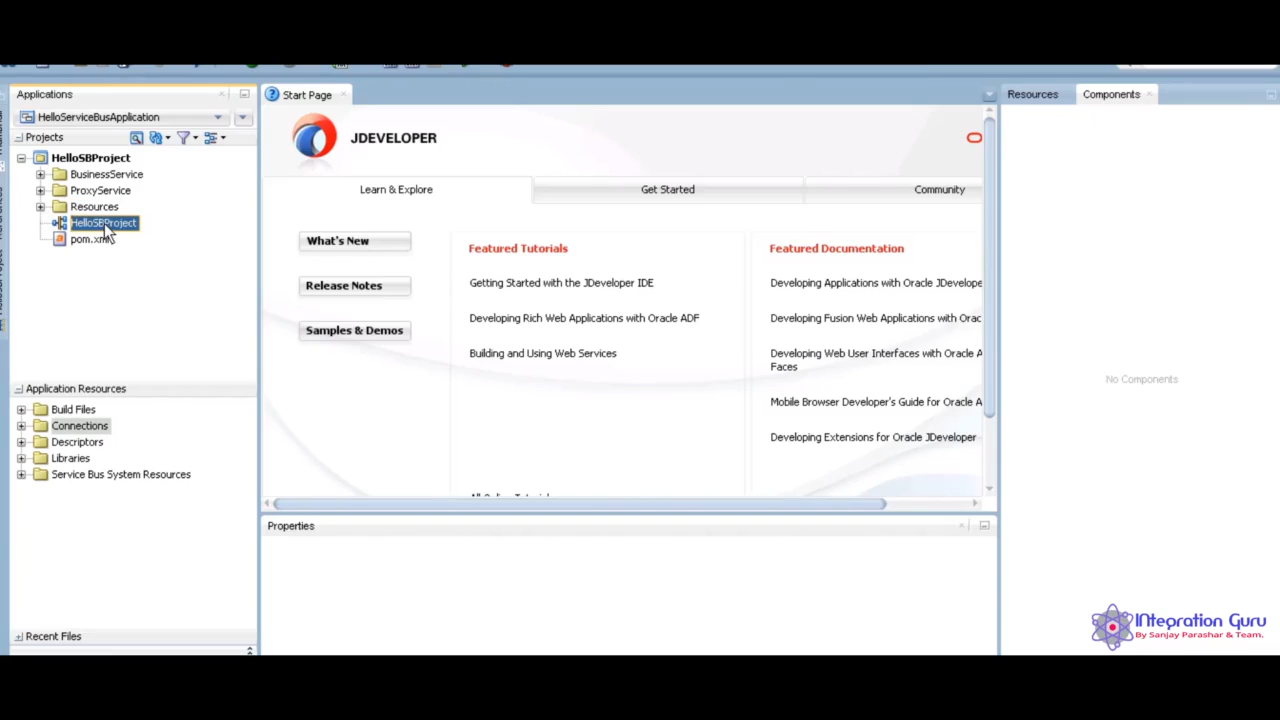 Applications
HelloServiceBusApplication
Projects
HelloSBProject
BusinessService
ProxyService
Resources
HelloSBProject
pom.xml
Application Resources
Build Files
Connections
Descriptors
Libraries
Service Bus System Resources
Recent Files
Start Page
JDEVELOPER
Learn & Explore
Get Started
Community
What's New
Release Notes
Samples & Demos
Featured Tutorials
Getting Started with the JDeveloper IDE
Developing Rich Web Applications with Oracle ADF
Building and Using Web Services
Featured Documentation
Developing Applications with Oracle JDevelope
Developing Fusion Web Applications with Orac
Developing Web User Interfaces with Oracle A
Faces
Mobile Browser Developer's Guide for Oracle A
Developing Extensions for Oracle JDeveloper
Properties
Resources
Components
No Components
INtegration Guru
By Sanjay Parashar & Team.